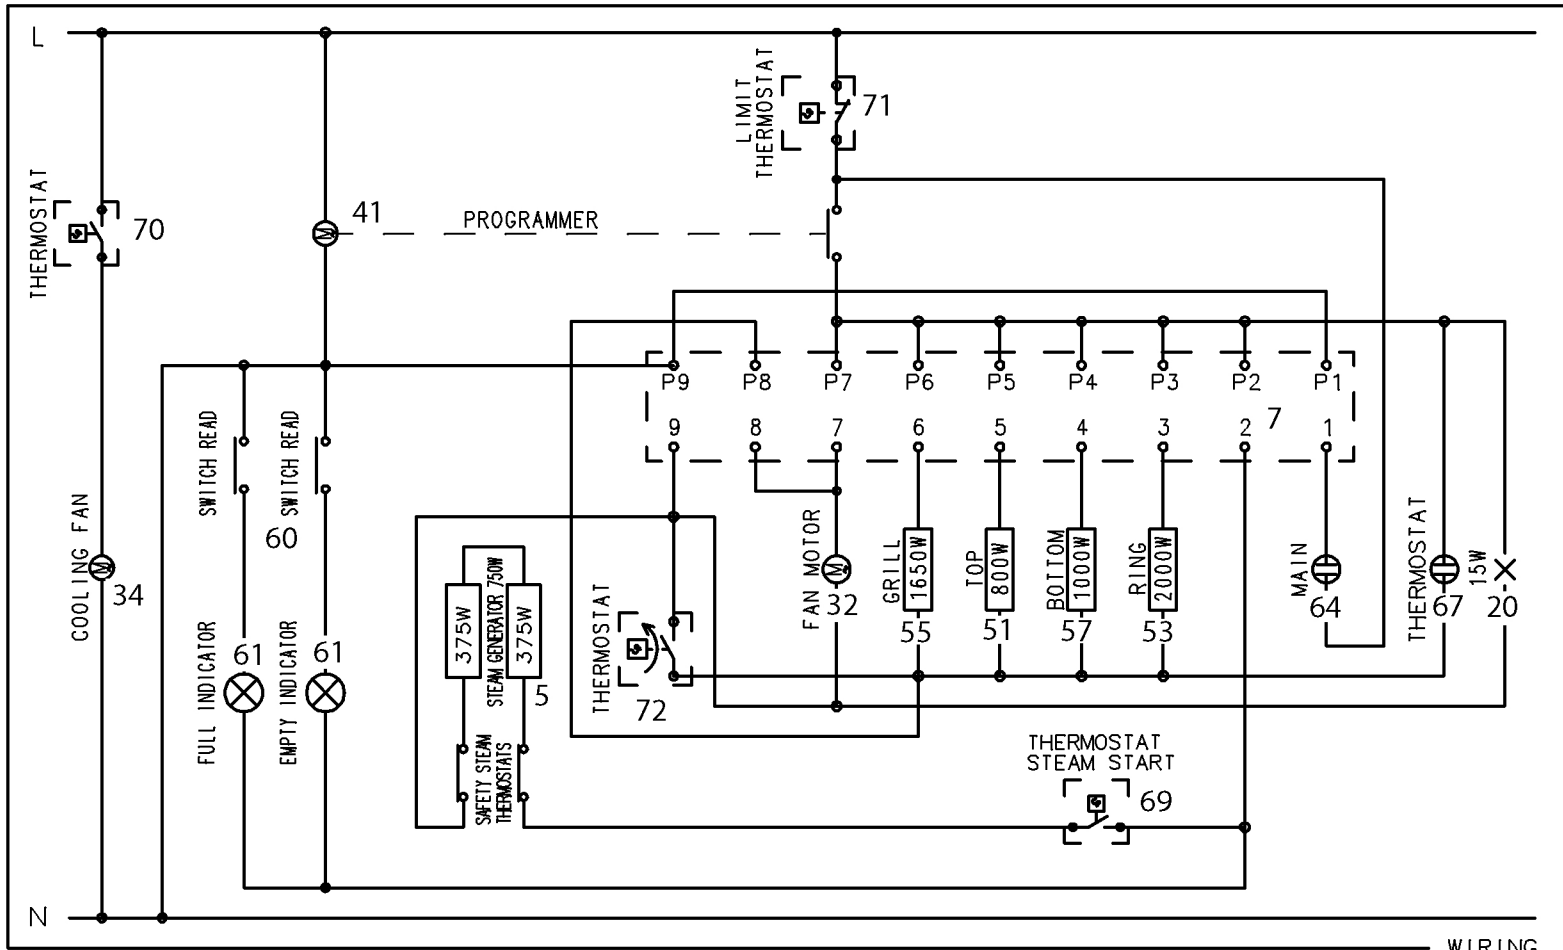 L
LIMIT
THERMOSTAT
71
THERMOSTAT
70
41
PROGRAMMER
P9 P8 P7 P6 P5 P4 P3 P2 P1
9 8 7 6 5 4 3 2 7 1
SWITCH READ
SWITCH READ
60
COOLING FAN
34
FULL INDICATOR
61
EMPTY INDICATOR
61
375W
STEAM GENERATOR 750W
375W
5
SAFETY STEAM
THERMOSTATS
THERMOSTAT
72
FAN MOTOR
M
32
GRILL
1650W
55
TOP
800W
51
BOTTOM
1000W
57
RING
2000W
53
MAIN
64
THERMOSTAT
67
15W
20
THERMOSTAT
STEAM START
69
N
WIRING